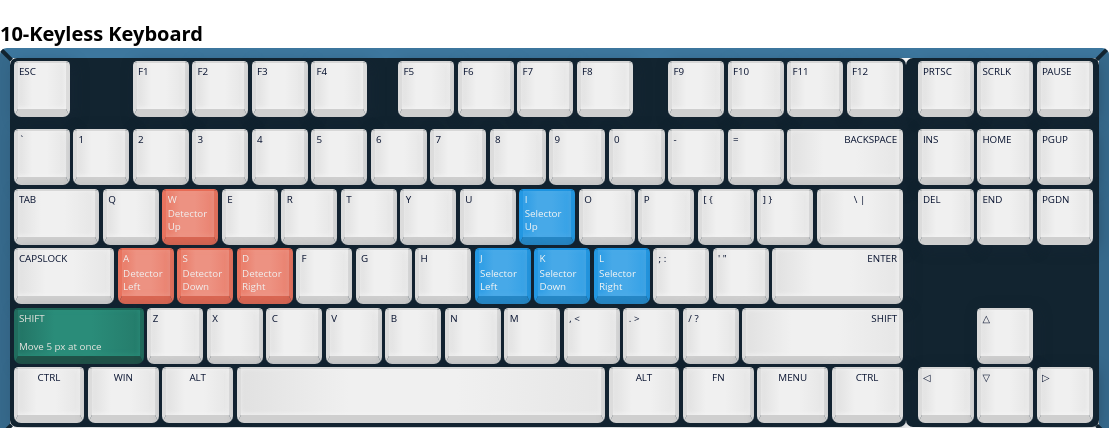 10-Keyless Keyboard
ESC F1 F2 F3 F4 F5 F6 F7 F8 F9 F10 F11 F12 PRTSC SCRLK PAUSE
` 1 2 3 4 5 6 7 8 9 0 - = BACKSPACE INS HOME PGUP
TAB Q W E R T Y U I O P [ { ] } \ | DEL END PGDN
Detector Selector
Up Up
CAPSLOCK A S D F G H J K L ; : ' " ENTER
Detector Detector Detector Selector Selector Selector
Left Down Right Left Down Right
SHIFT Z X C V B N M , < . > / ? SHIFT △
Move 5 px at once
CTRL WIN ALT ALT FN MENU CTRL ◁ ▽ ▷